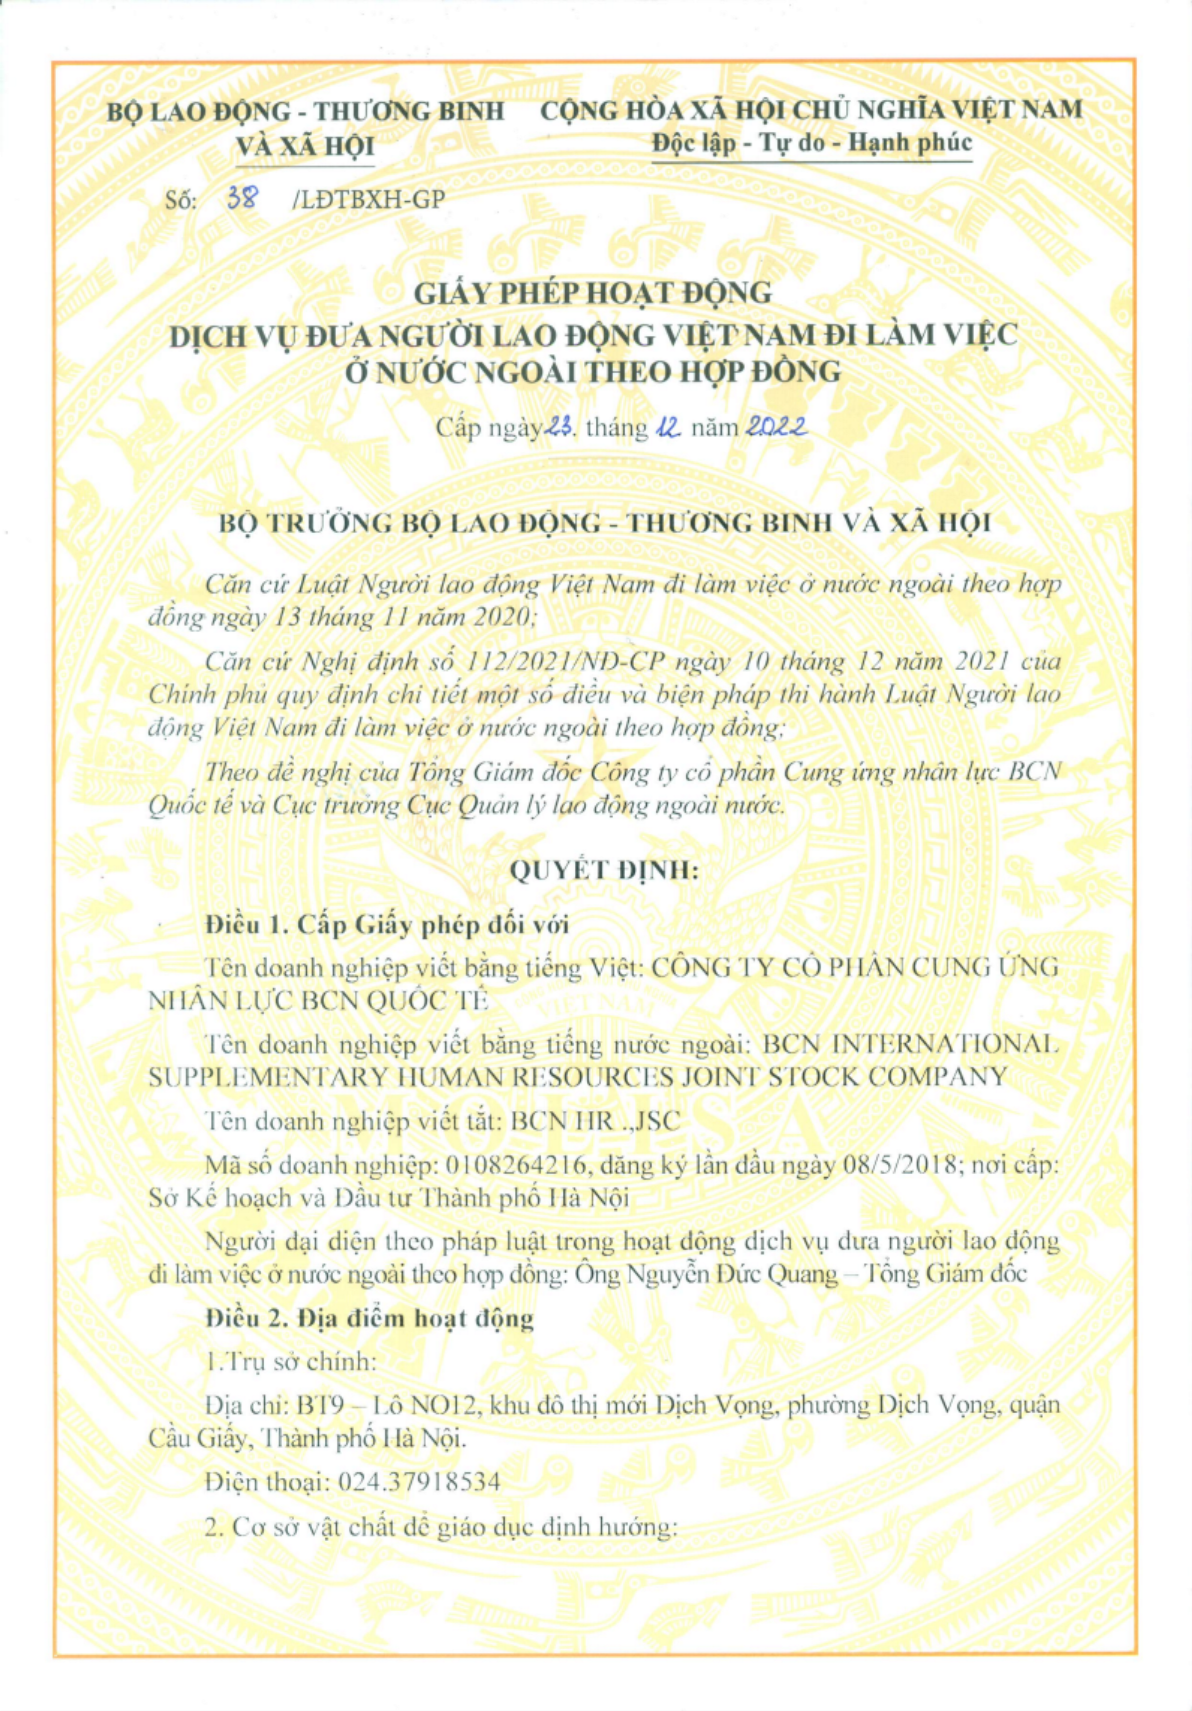 BỘ LAO ĐỘNG - THƯƠNG BINH
VÀ XÃ HỘI
CỘNG HÒA XÃ HỘI CHỦ NGHĨA VIỆT NAM
Độc lập - Tự do - Hạnh phúc
Số: 38 /LĐTBXH-GP
GIẤY PHÉP HOẠT ĐỘNG
DỊCH VỤ ĐƯA NGƯỜI LAO ĐỘNG VIỆT NAM ĐI LÀM VIỆC
Ở NƯỚC NGOÀI THEO HỢP ĐỒNG
Cấp ngày 23. tháng 12 năm 2022
BỘ TRƯỞNG BỘ LAO ĐỘNG - THƯƠNG BINH VÀ XÃ HỘI
Căn cứ Luật Người lao động Việt Nam đi làm việc ở nước ngoài theo hợp
đồng ngày 13 tháng 11 năm 2020;
Căn cứ Nghị định số 112/2021/NĐ-CP ngày 10 tháng 12 năm 2021 của
Chính phủ quy định chi tiết một số điều và biện pháp thi hành Luật Người lao
động Việt Nam đi làm việc ở nước ngoài theo hợp đồng;
Theo đề nghị của Tổng Giám đốc Công ty cổ phần Cung ứng nhân lực BCN
Quốc tế và Cục trưởng Cục Quản lý lao động ngoài nước.
QUYẾT ĐỊNH:
Điều 1. Cấp Giấy phép đối với
Tên doanh nghiệp viết bằng tiếng Việt: CÔNG TY CỔ PHẦN CUNG ỨNG
NHÂN LỰC BCN QUỐC TẾ
VIỆT NAM
Tên doanh nghiệp viết bằng tiếng nước ngoài: BCN INTERNATIONAL
SUPPLEMENTARY HUMAN RESOURCES JOINT STOCK COMPANY
MOLISA
Tên doanh nghiệp viết tắt: BCN HR .,JSC
Mã số doanh nghiệp: 0108264216, đăng ký lần đầu ngày 08/5/2018; nơi cấp:
Sở Kế hoạch và Đầu tư Thành phố Hà Nội
Người đại diện theo pháp luật trong hoạt động dịch vụ đưa người lao động
đi làm việc ở nước ngoài theo hợp đồng: Ông Nguyễn Đức Quang – Tổng Giám đốc
Điều 2. Địa điểm hoạt động
1.Trụ sở chính:
Địa chỉ: BT9 – Lô NO12, khu đô thị mới Dịch Vọng, phường Dịch Vọng, quận
Cầu Giấy, Thành phố Hà Nội.
Điện thoại: 024.37918534
2. Cơ sở vật chất để giáo dục định hướng: